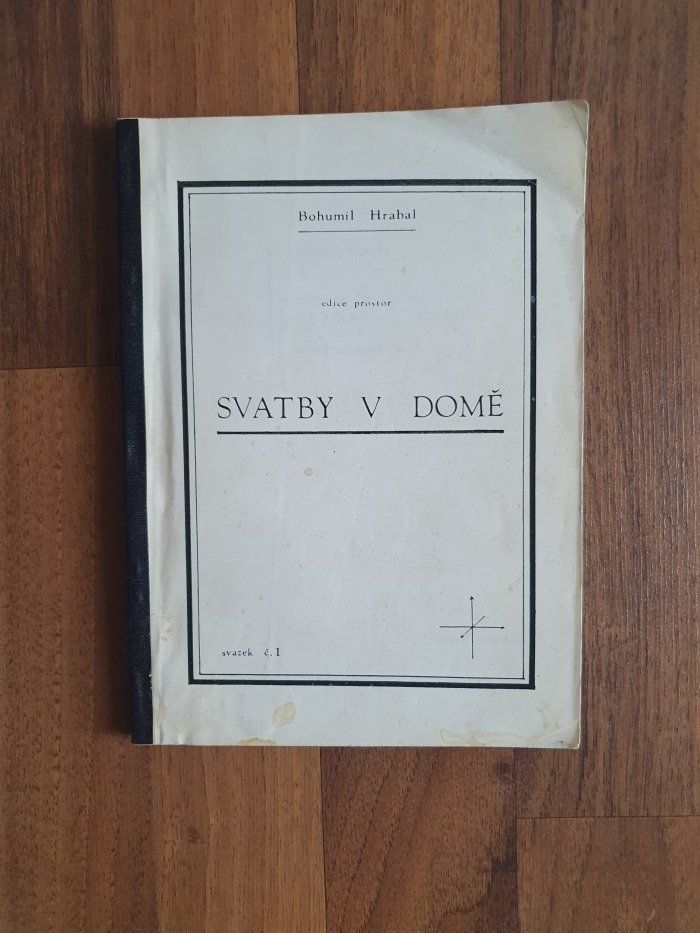 Bohumil Hrabal
edice prostor
SVATBY V DOMĚ
svazek č.1